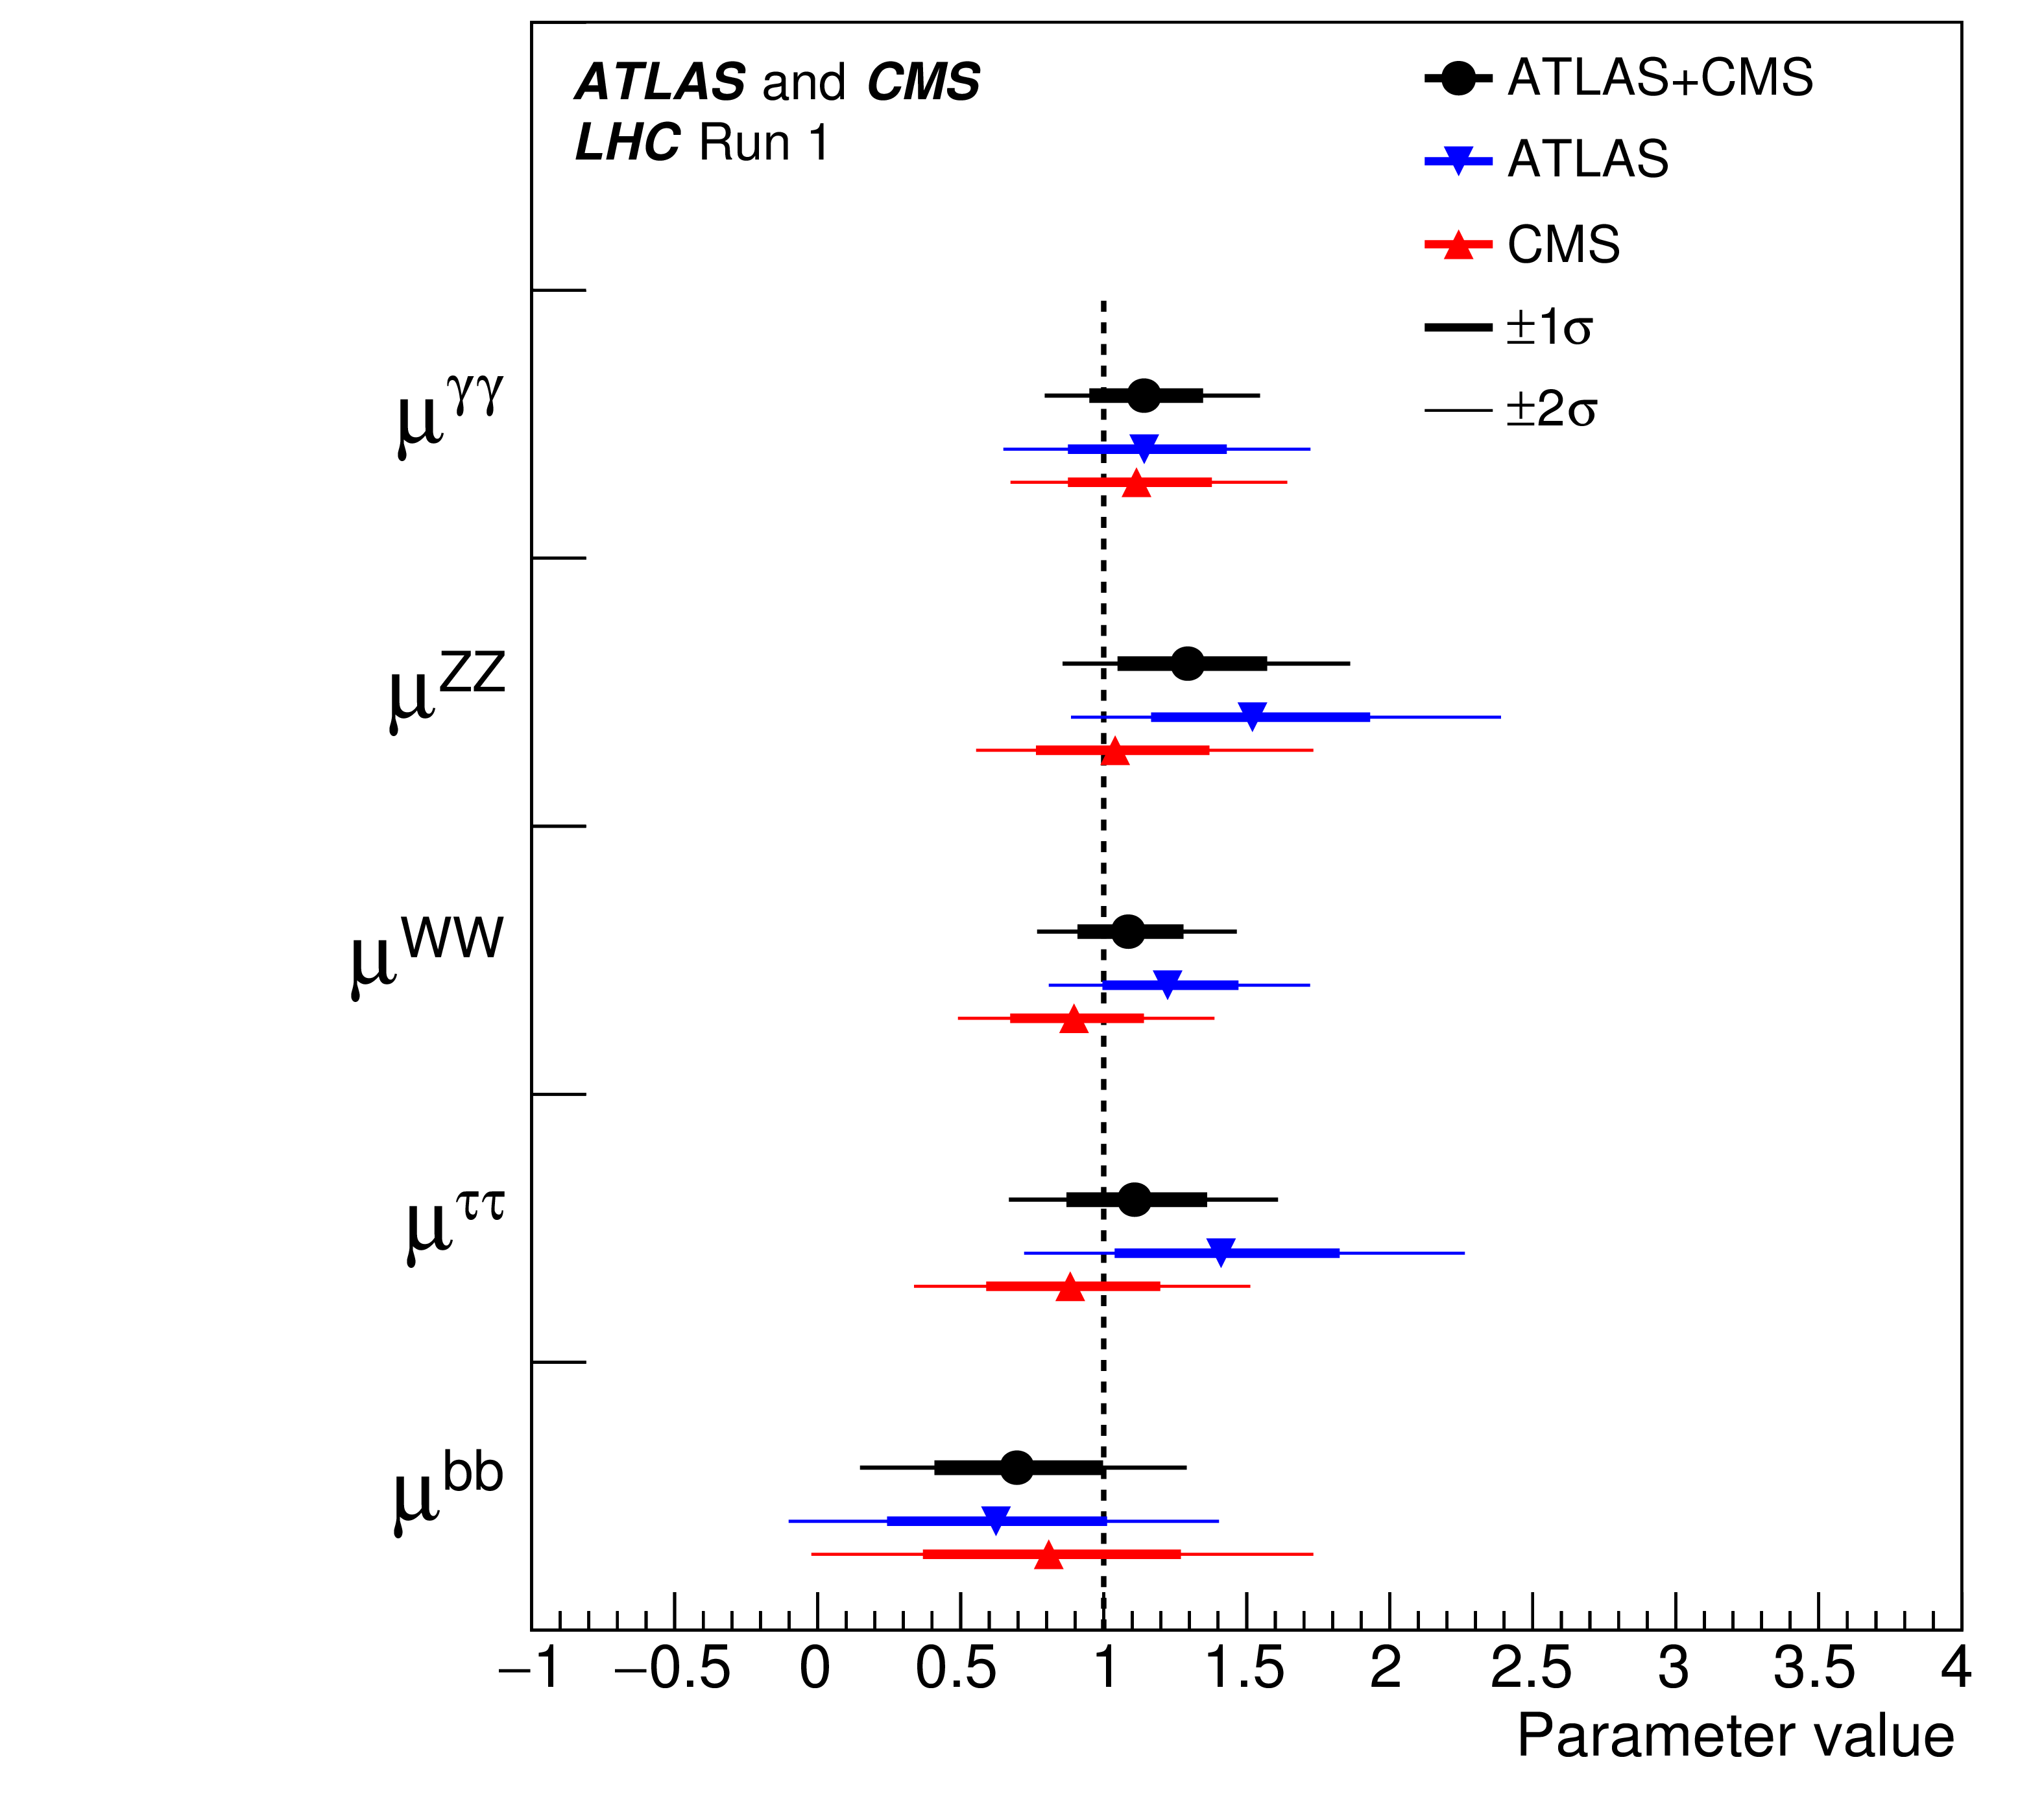 ATLAS and CMS
LHC Run 1
ATLAS+CMS
ATLAS
CMS
±1σ
±2σ
μ^γγ
μ^ZZ
μ^WW
μ^ττ
μ^bb
−1 −0.5 0 0.5 1 1.5 2 2.5 3 3.5 4
Parameter value